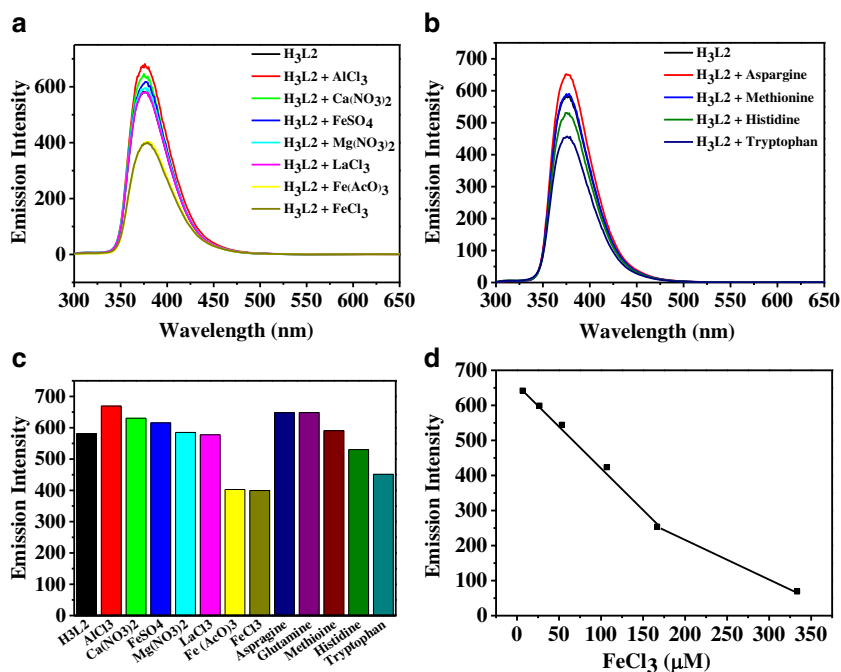 a
H3L2
H3L2 + AlCl3
H3L2 + Ca(NO3)2
H3L2 + FeSO4
H3L2 + Mg(NO3)2
H3L2 + LaCl3
H3L2 + Fe(AcO)3
H3L2 + FeCl3
600
400
200
0
Emission Intensity
300 350 400 450 500 550 600 650
Wavelength (nm)
b
H3L2
H3L2 + Aspargine
H3L2 + Methionine
H3L2 + Histidine
H3L2 + Tryptophan
700
600
500
400
300
200
100
0
Emission Intensity
300 350 400 450 500 550 600 650
Wavelength (nm)
c
700
600
500
400
300
200
100
0
Emission Intensity
H3L2
AlCl3
Ca(NO3)2
FeSO4
Mg(NO3)2
LaCl3
Fe (AcO)3
FeCl3
Aspragine
Glutamine
Methioine
Histidine
Tryptophan
d
700
600
500
400
300
200
100
0
Emission Intensity
0 50 100 150 200 250 300 350
FeCl3 (μM)